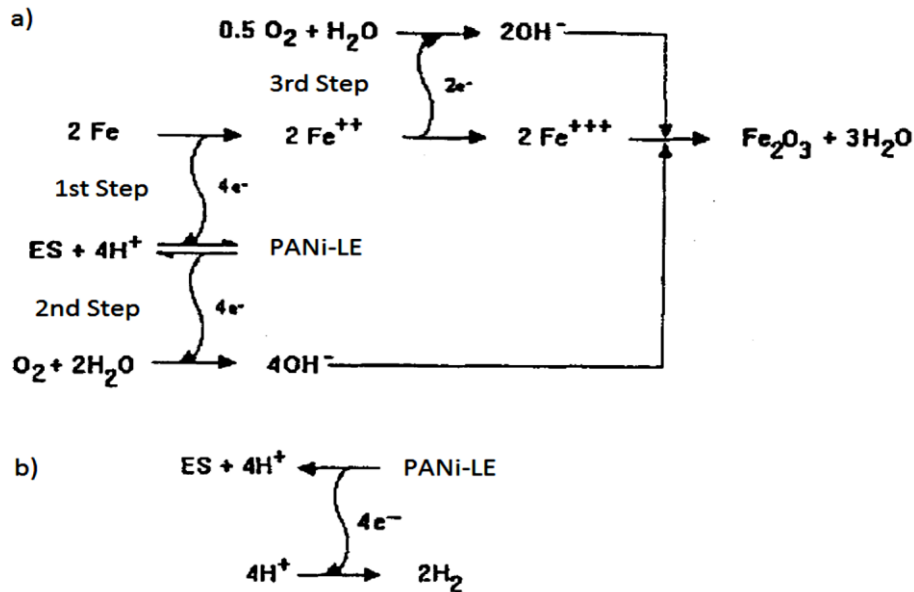 a)
0.5 O₂ + H₂O 2OH⁻
3rd Step 2e⁻
2 Fe 2 Fe⁺⁺ 2 Fe⁺⁺⁺ Fe₂O₃ + 3H₂O
1st Step 4e⁻
ES + 4H⁺ PANi-LE
2nd Step 4e⁻
O₂ + 2H₂O 4OH⁻
b) ES + 4H⁺ PANi-LE
4e⁻
4H⁺ 2H₂